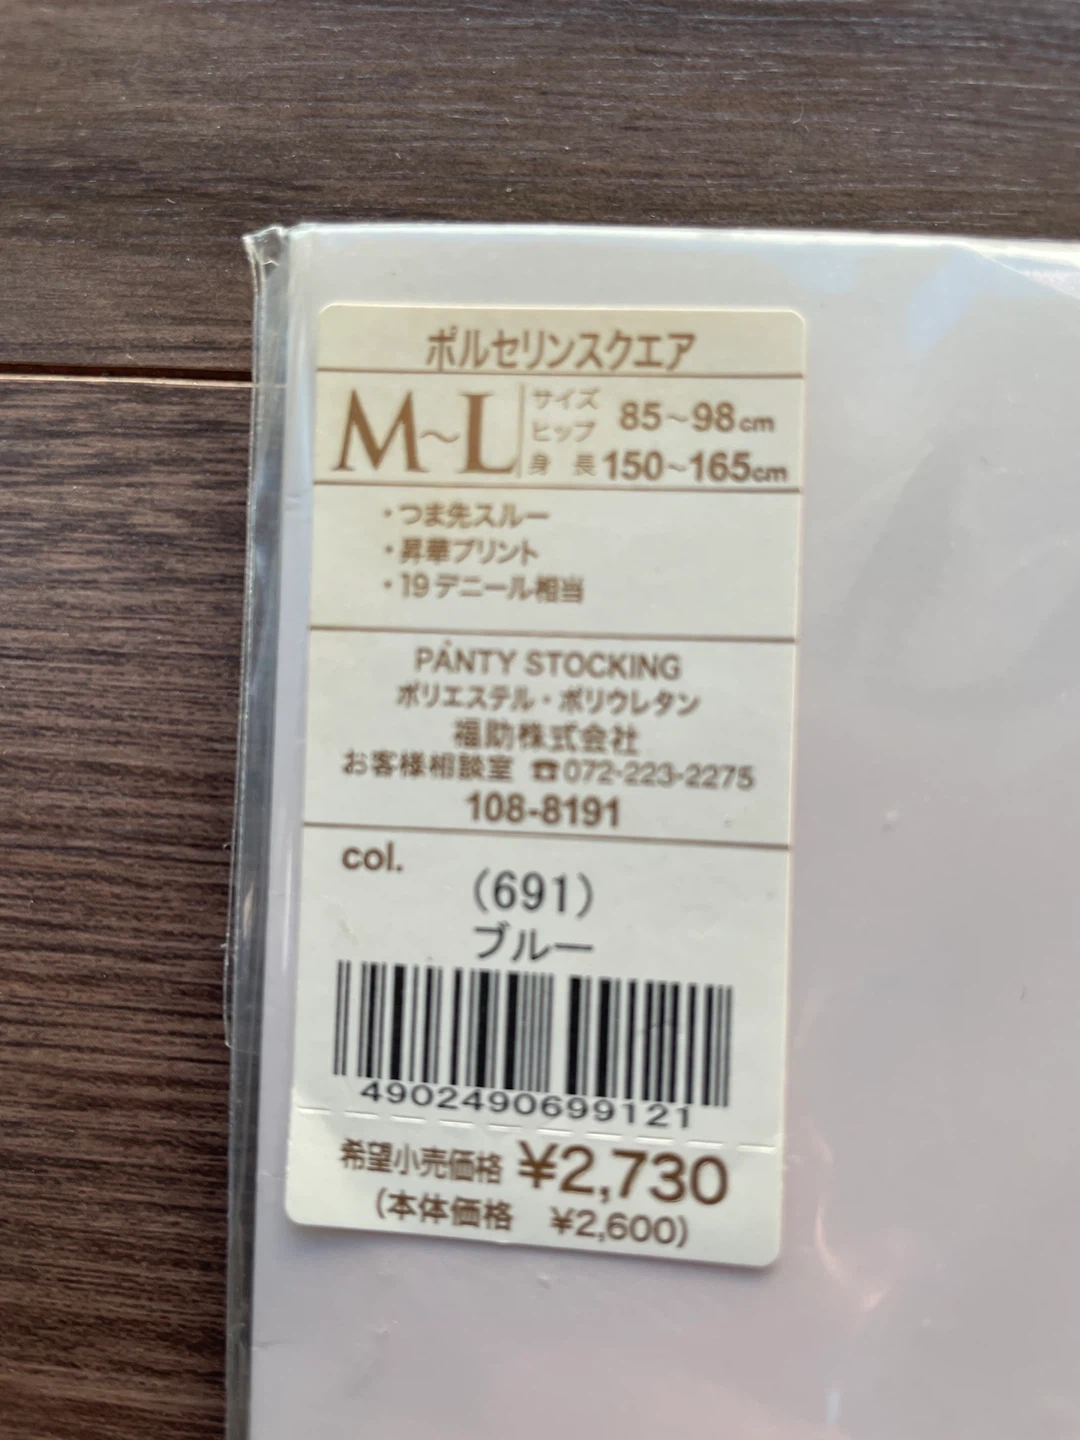 ポルセリンスクエア
M~L サイズ
ヒップ 85~98cm
身長 150~165cm
・つま先スルー
・昇華プリント
・19デニール相当
PANTY STOCKING
ポリエステル・ポリウレタン
福助株式会社
お客様相談室 ☎072-223-2275
108-8191
col.
(691)
ブルー
4902490699121
希望小売価格 ¥2,730
(本体価格 ¥2,600)